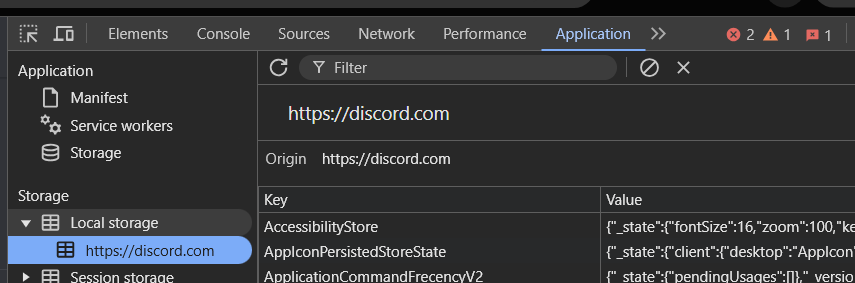 Elements Console Sources Network Performance Application 2 1 1
Application
Manifest
Service workers
Storage
Storage
Local storage
https://discord.com
Session storage
Filter
https://discord.com
Origin https://discord.com
Key Value
AccessibilityStore {"_state":{"fontSize":16,"zoom":100,"ke
AppIconPersistedStoreState {"_state":{"client":{"desktop":"AppIcon
ApplicationCommandFrecencyV2 {"_state":{"pendingUsages":[]},"_versio